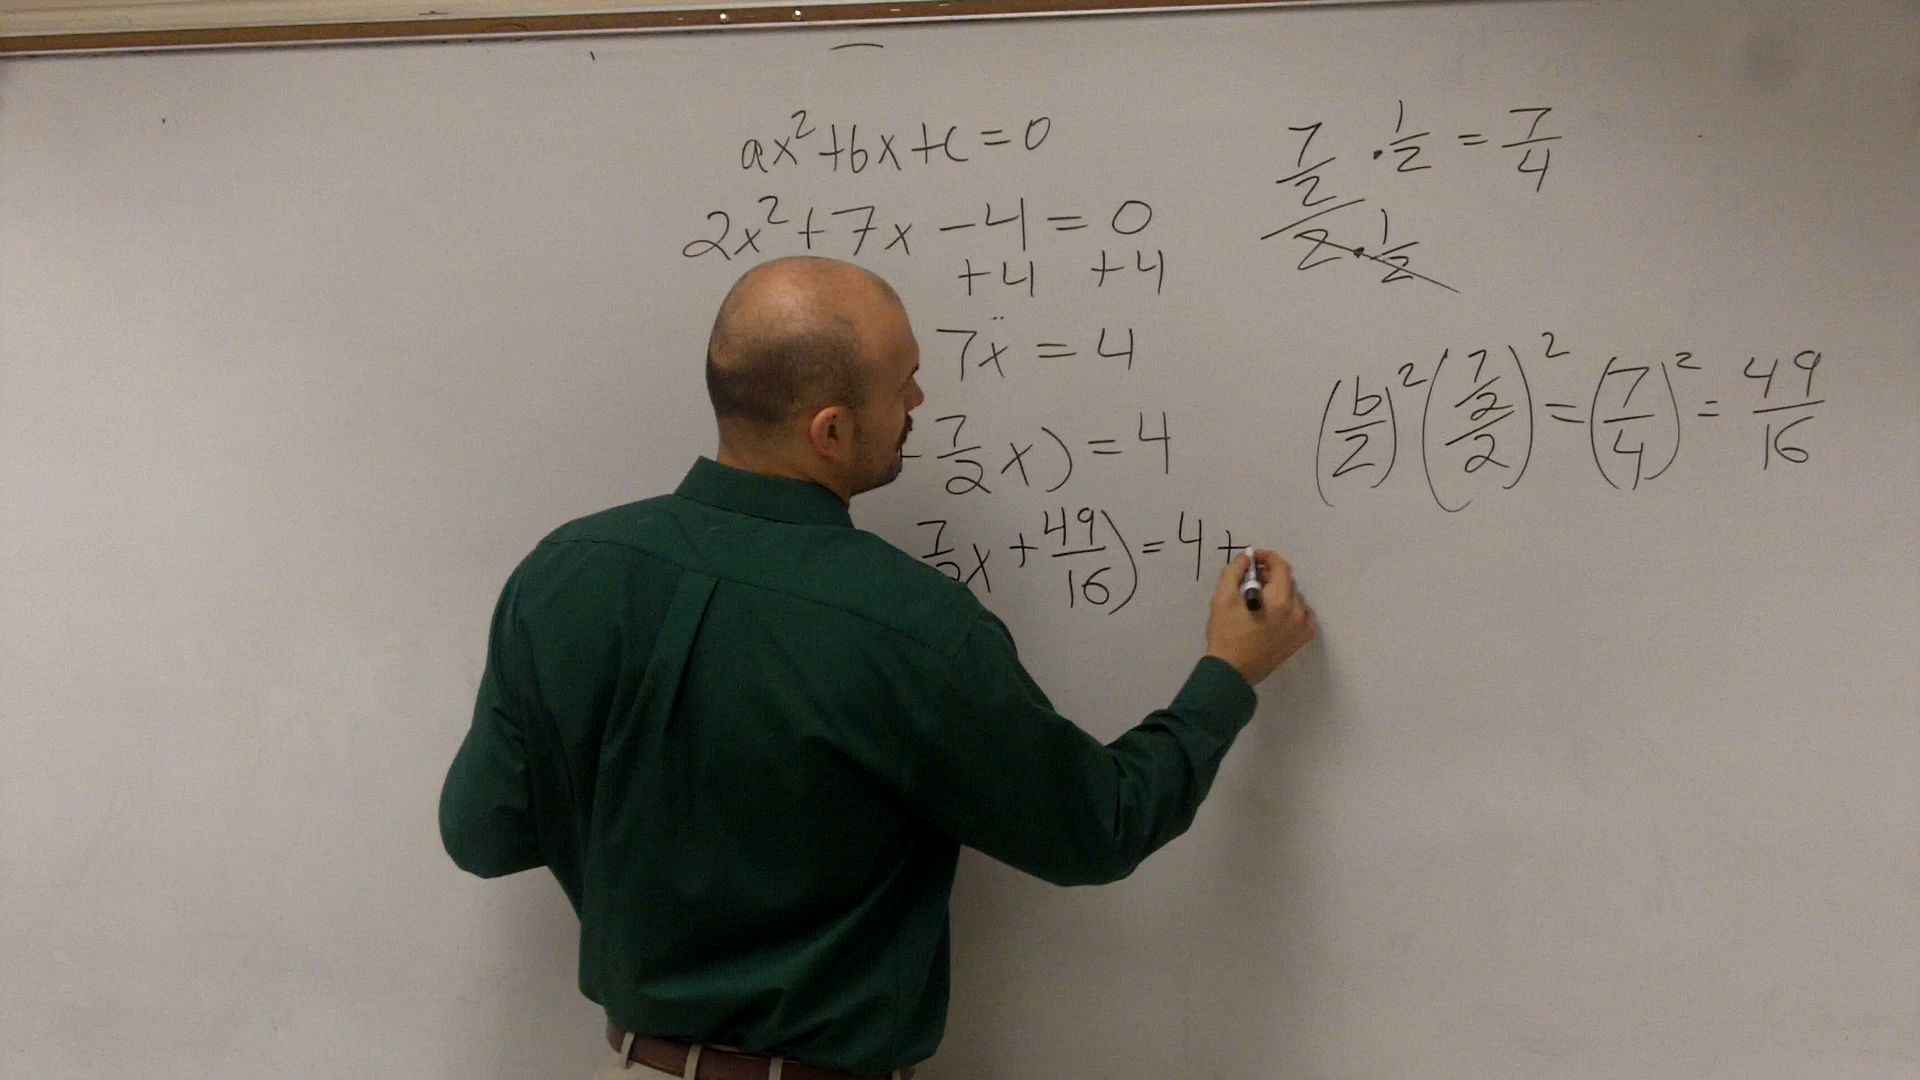 ax²+bx+c=0
2x²+7x-4=0
+4 +4
7x=4
7/2 x)=4
7/2 x+49/16)=4+
7/2 · 1/2 = 7/4
2 · 1/2
(b/2)² (7/2/2)² = (7/4)² = 49/16